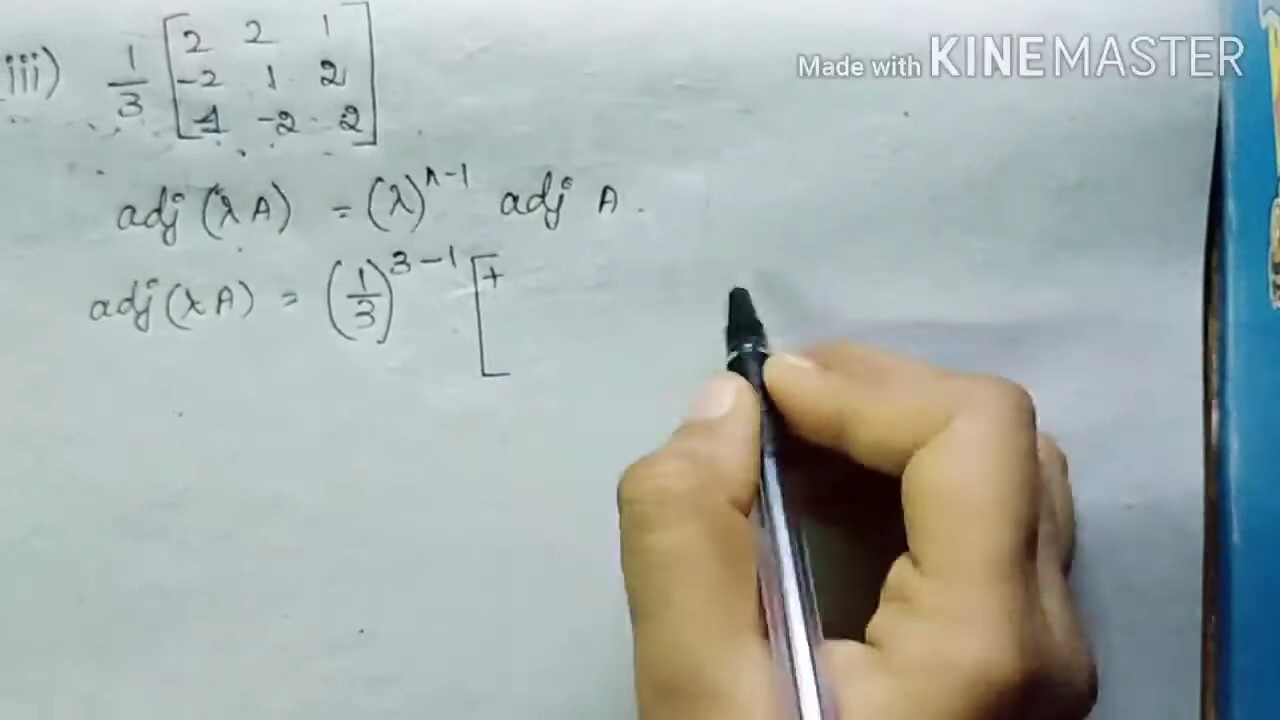 Made with KINEMASTER
iii) 1/3 [2 2 1
-2 1 2
1 -2 2]
adj (λA) = (λ)^n-1 adj A.
adj (λA) = (1/3)^3-1 [+